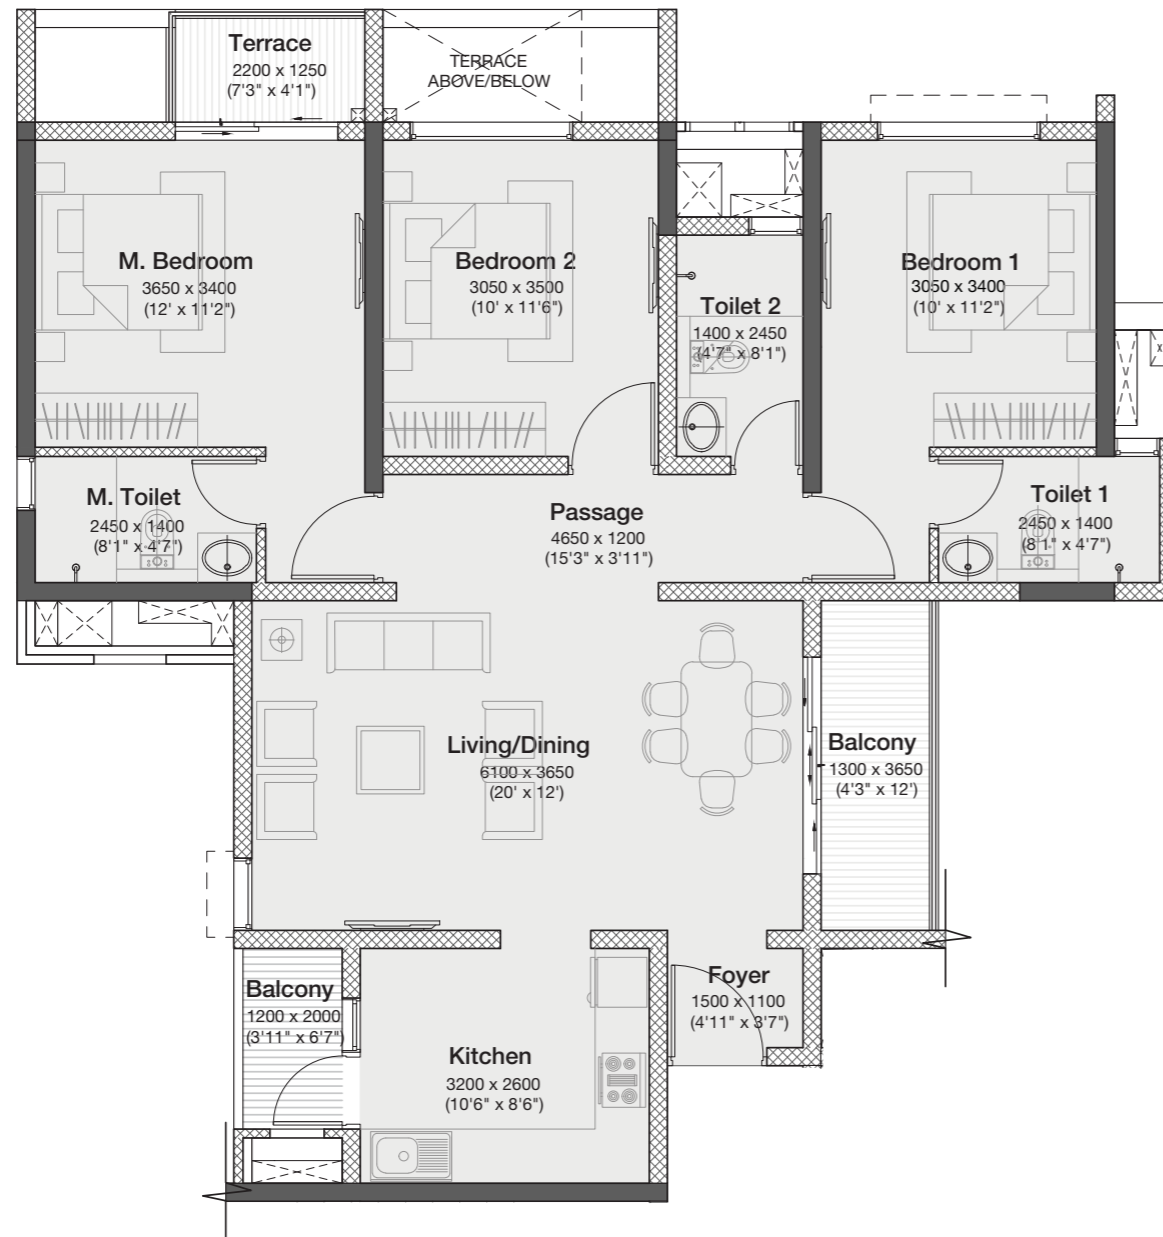 Terrace
2200 x 1250
(7'3" x 4'1")
TERRACE
ABOVE/BELOW
M. Bedroom
3650 x 3400
(12' x 11'2")
Bedroom 2
3050 x 3500
(10' x 11'6")
Toilet 2
1400 x 2450
(4'7" x 8'1")
Bedroom 1
3050 x 3400
(10' x 11'2")
M. Toilet
2450 x 1400
(8'1" x 4'7")
Passage
4650 x 1200
(15'3" x 3'11")
Toilet 1
2450 x 1400
(8'1" x 4'7")
Living/Dining
6100 x 3650
(20' x 12')
Balcony
1300 x 3650
(4'3" x 12')
Balcony
1200 x 2000
(3'11" x 6'7")
Foyer
1500 x 1100
(4'11" x 3'7")
Kitchen
3200 x 2600
(10'6" x 8'6")